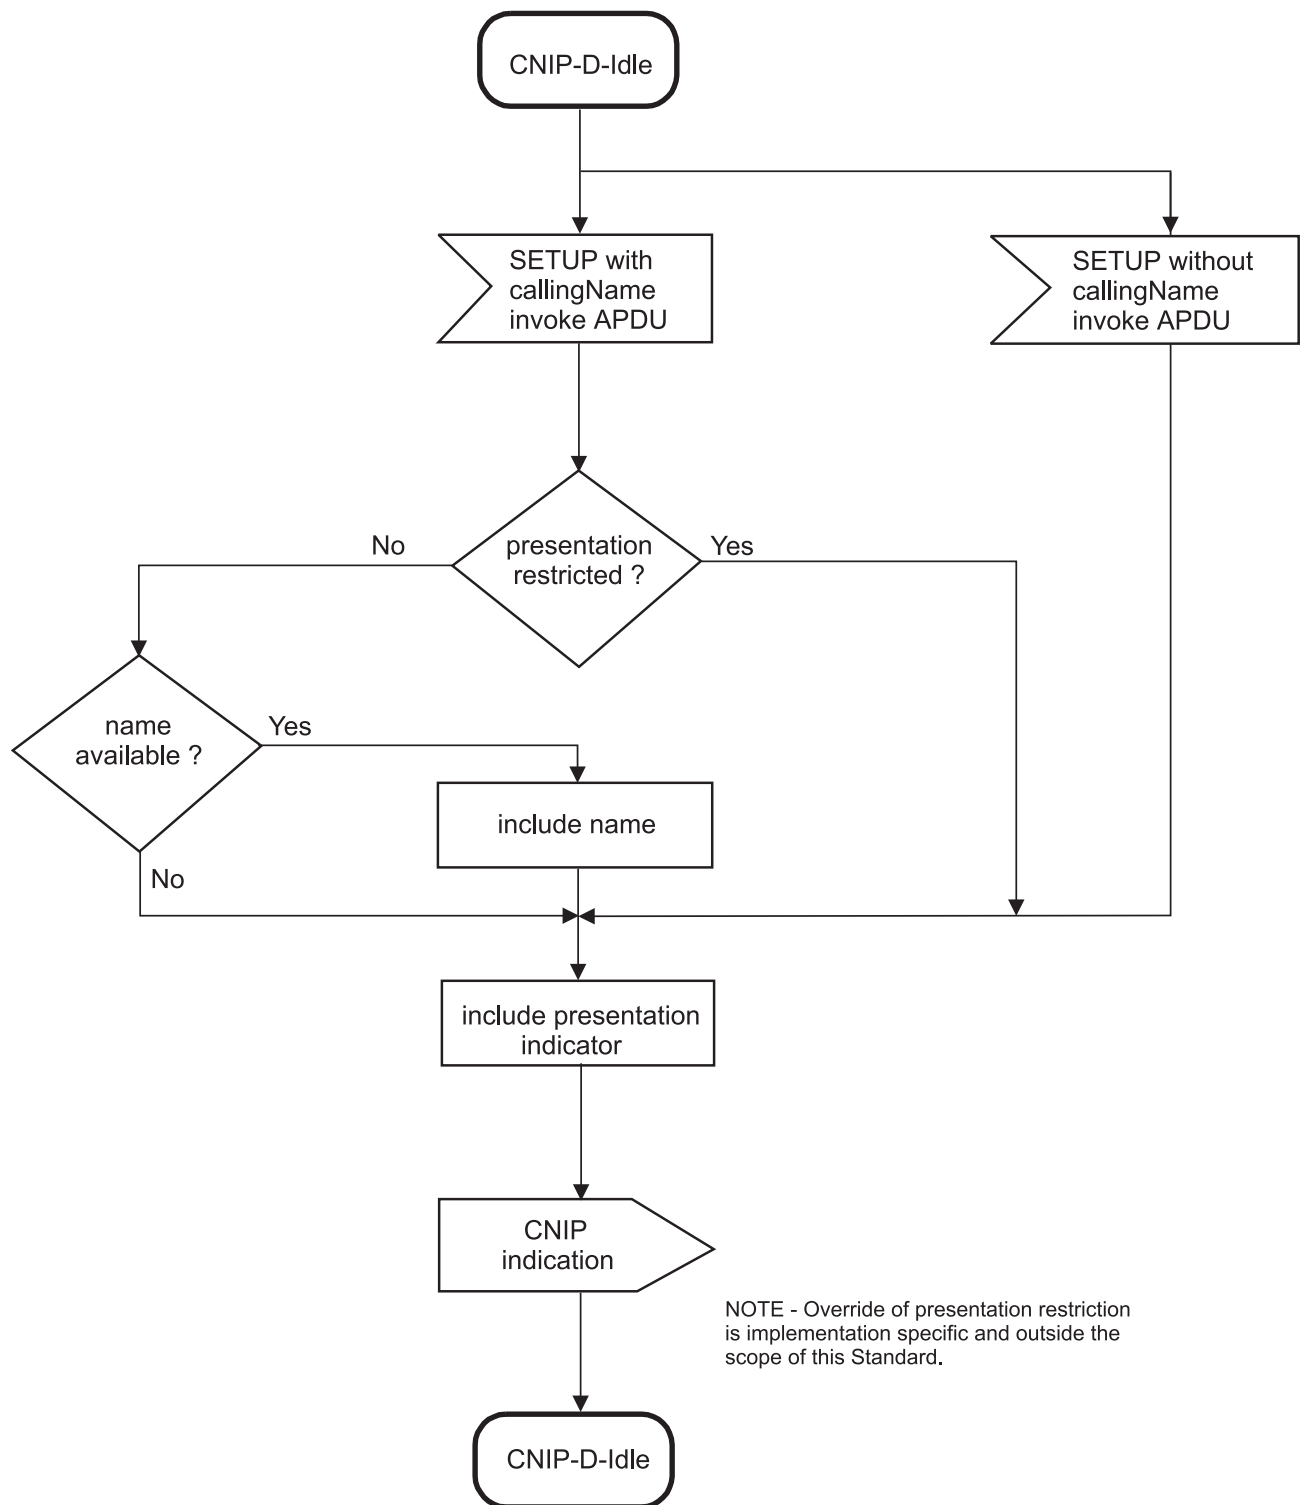 CNIP-D-Idle
SETUP with
callingName
invoke APDU
SETUP without
callingName
invoke APDU
No
presentation
restricted ?
Yes
name
available ?
Yes
include name
No
include presentation
indicator
CNIP
indication
NOTE - Override of presentation restriction
is implementation specific and outside the
scope of this Standard.
CNIP-D-Idle